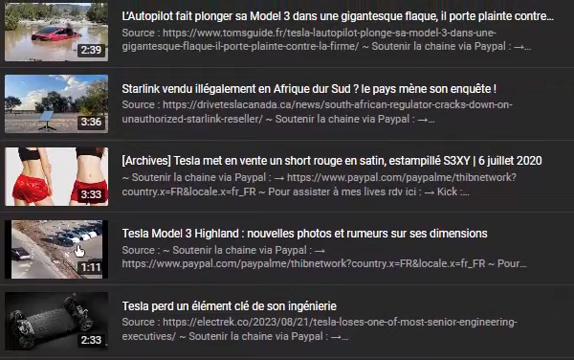 L'Autopilot fait plonger sa Model 3 dans une gigantesque flaque, il porte plainte contre...
Source : https://www.tomsguide.fr/tesla-lautopilot-plonge-sa-model-3-dans-une-
gigantesque-flaque-il-porte-plainte-contre-la-firme/ ~ Soutenir la chaine via Paypal : →...
2:39
Starlink vendu illégalement en Afrique dur Sud ? le pays mène son enquête !
Source : https://driveteslacanada.ca/news/south-african-regulator-cracks-down-on-
unauthorized-starlink-reseller/ ~ Soutenir la chaine via Paypal : →...
3:36
[Archives] Tesla met en vente un short rouge en satin, estampillé S3XY | 6 juillet 2020
~ Soutenir la chaine via Paypal : → https://www.paypal.com/paypalme/thibnetwork?
country.x=FR&locale.x=fr_FR ~ Pour assister à mes lives rdv ici : → Kick :...
3:33
Tesla Model 3 Highland : nouvelles photos et rumeurs sur ses dimensions
Source : ~ Soutenir la chaine via Paypal : →
https://www.paypal.com/paypalme/thibnetwork?country.x=FR&locale.x=fr_FR ~ Pour...
1:11
Tesla perd un élément clé de son ingénierie
Source : https://electrek.co/2023/08/21/tesla-loses-one-of-most-senior-engineering-
executives/ ~ Soutenir la chaine via Paypal : →...
2:33